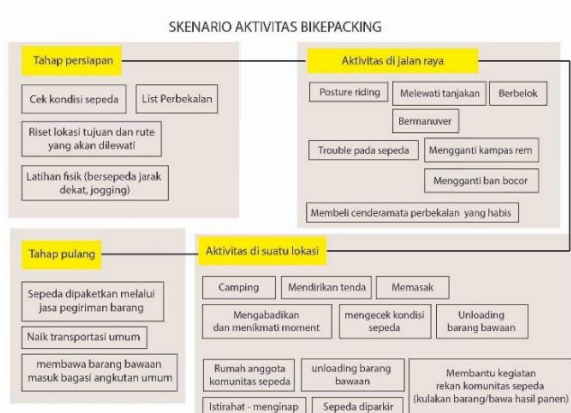 SKENARIO AKTIVITAS BIKEPACKING
Tahap persiapan
Cek kondisi sepeda
List Perbekalan
Riset lokasi tujuan dan rute
yang akan dilewati
Latihan fisik (bersepeda jarak
dekat, jogging)
Aktivitas di jalan raya
Posture riding
Melewati tanjakan
Berbelok
Bermanuver
Trouble pada sepeda
Mengganti kampas rem
Mengganti ban bocor
Membeli cenderamata perbekalan yang habis
Tahap pulang
Sepeda dipaketkan melalui
jasa pegiriman barang
Naik transportasi umum
membawa barang bawaan
masuk bagasi angkutan umum
Aktivitas di suatu lokasi
Camping
Mendirikan tenda
Memasak
Mengabadikan
dan menikmati moment
mengecek kondisi
sepeda
Unloading
barang bawaan
Rumah anggota
komunitas sepeda
unloading barang
bawaan
Membantu kegiatan
rekan komunitas sepeda
(kulakan barang/bawa hasil panen)
Istirahat - menginap
Sepeda diparkir